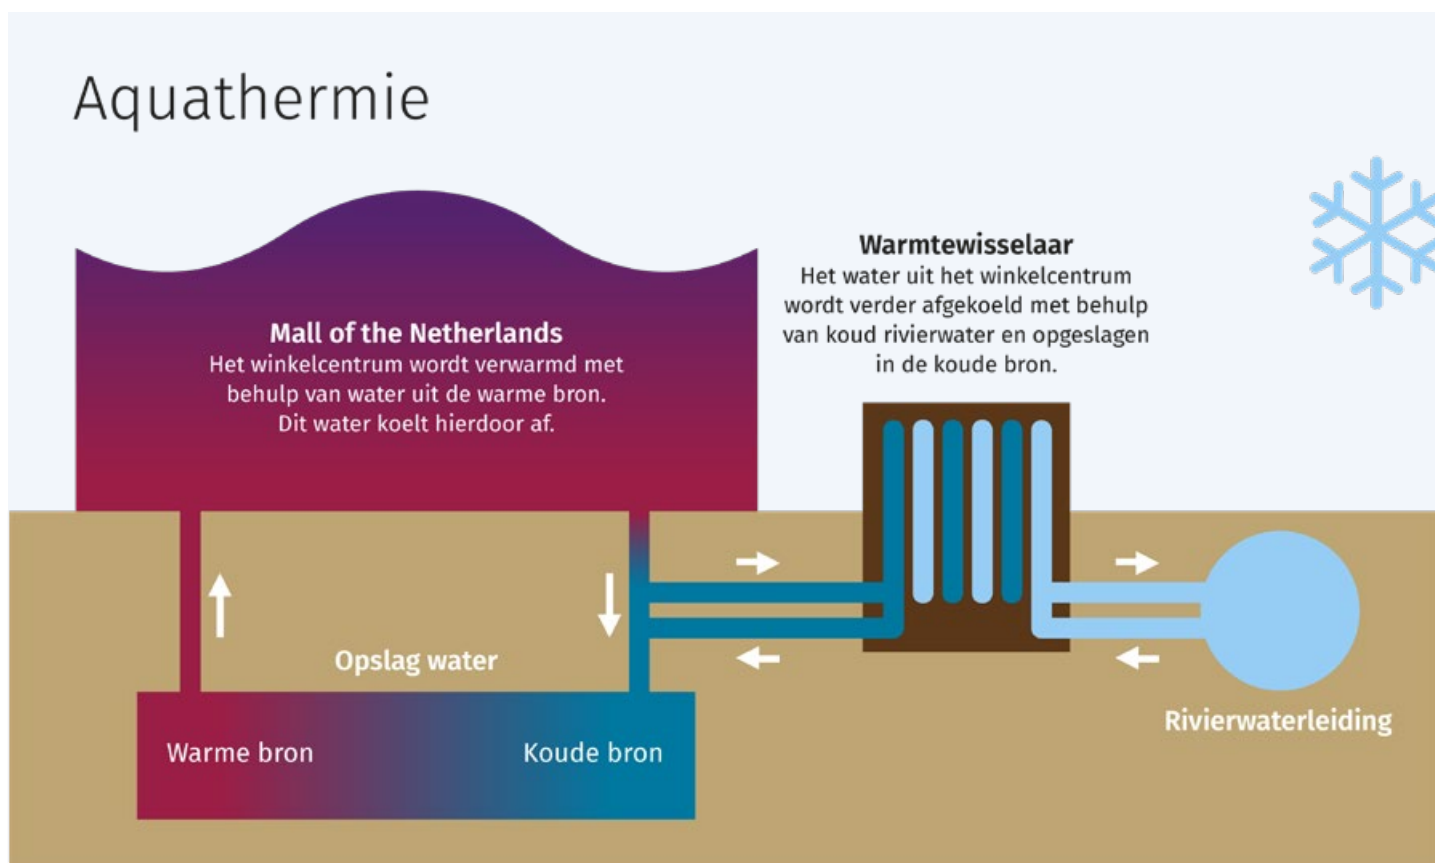 Aquathermie
Warmtewisselaar
Het water uit het winkelcentrum
wordt verder afgekoeld met behulp
van koud rivierwater en opgeslagen
in de koude bron.
Mall of the Netherlands
Het winkelcentrum wordt verwarmd met
behulp van water uit de warme bron.
Dit water koelt hierdoor af.
Opslag water
Warme bron
Koude bron
Rivierwaterleiding